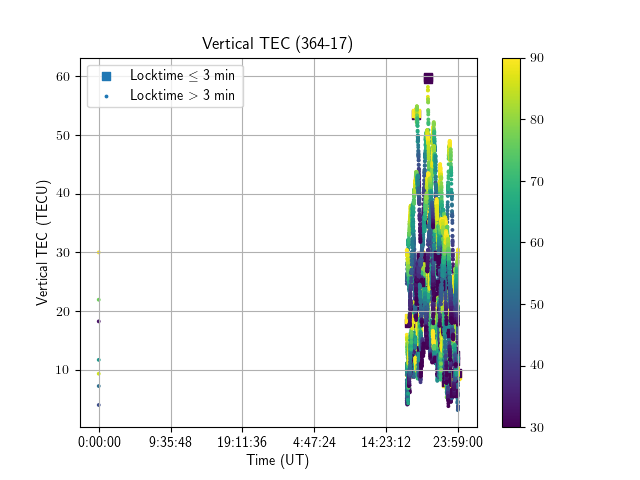 Vertical TEC (364-17)
Locktime ≤ 3 min
Locktime > 3 min
60
50
40
30
20
10
Vertical TEC (TECU)
0:00:00 9:35:48 19:11:36 4:47:24 14:23:12 23:59:00
Time (UT)
90
80
70
60
50
40
30